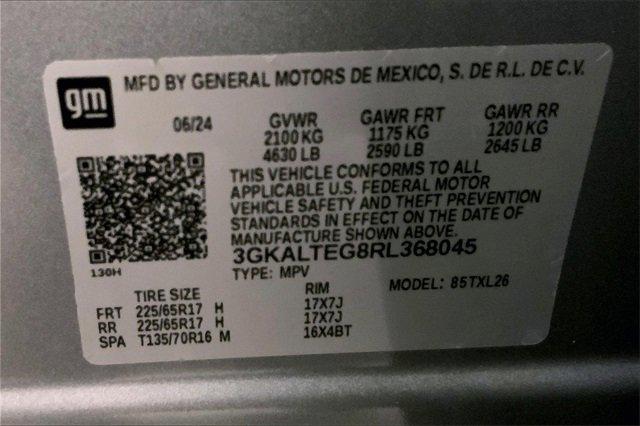 gm
MFD BY GENERAL MOTORS DE MEXICO, S. DE R.L. DE C.V.
06/24 GVWR GAWR FRT GAWR RR
2100 KG 1175 KG 1200 KG
4630 LB 2590 LB 2645 LB
THIS VEHICLE CONFORMS TO ALL
APPLICABLE U.S. FEDERAL MOTOR
VEHICLE SAFETY AND THEFT PREVENTION
STANDARDS IN EFFECT ON THE DATE OF
MANUFACTURE SHOWN ABOVE.
3GKALTEG8RL368045
130H TYPE: MPV MODEL: 85TXL26
TIRE SIZE RIM
FRT 225/65R17 H 17X7J
RR 225/65R17 H 17X7J
SPA T135/70R16 M 16X4BT